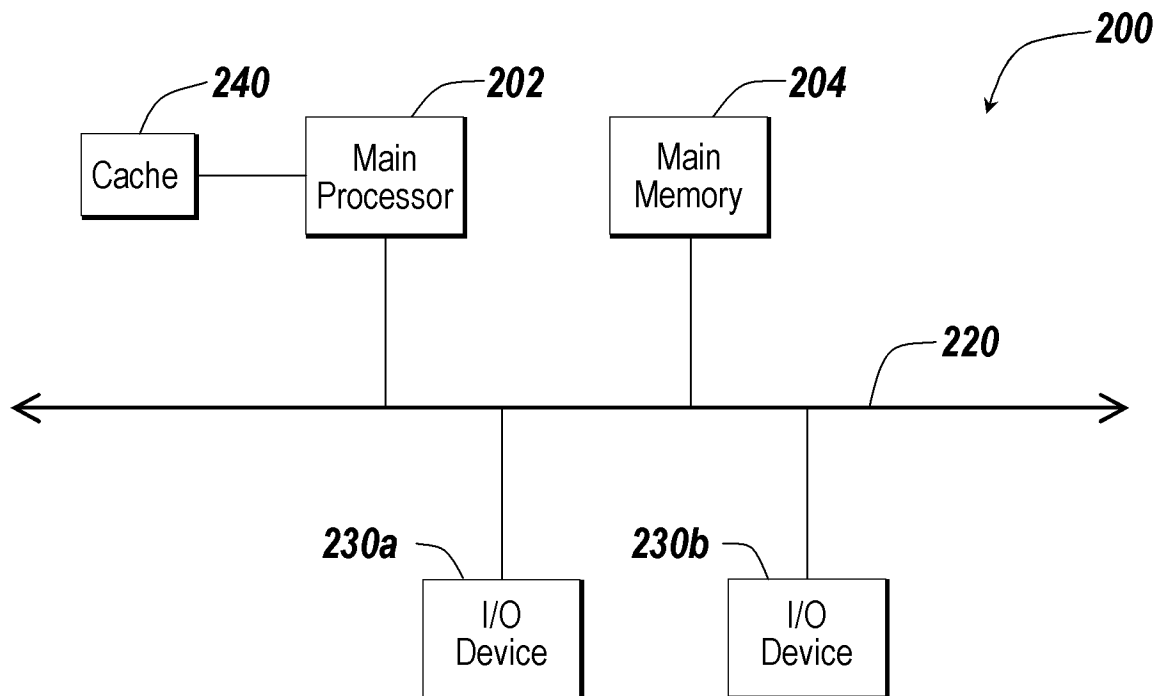 200
240
202
204
Cache
Main
Processor
Main
Memory
220
230a
230b
I/O
Device
I/O
Device